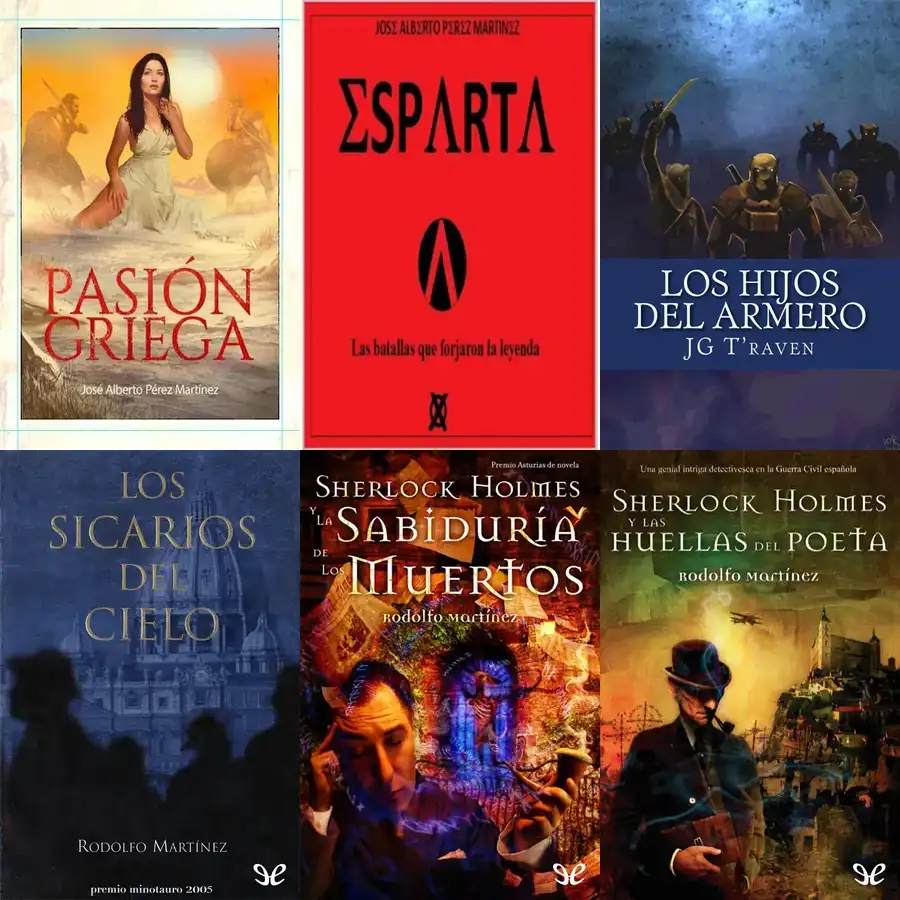 PASIÓN
GRIEGA
José Alberto Pérez Martínez
JOSE ALBERTO PEREZ MARTINEZ
ΣSPΛRTΛ
Las batallas que forjaron la leyenda
LOS HIJOS
DEL ARMERO
JG T'RAVEN
LOS
SICARIOS
DEL
CIELO
RODOLFO MARTÍNEZ
premio minotauro 2005
Premio Asturias de novela
SHERLOCK HOLMES
Y LA SABIDURÍA
DE LOS MUERTOS
RODOLFO MARTÍNEZ
Una genial intriga detectivesca en la Guerra Civil española
SHERLOCK HOLMES
Y LAS
HUELLAS DEL POETA
RODOLFO MARTÍNEZ